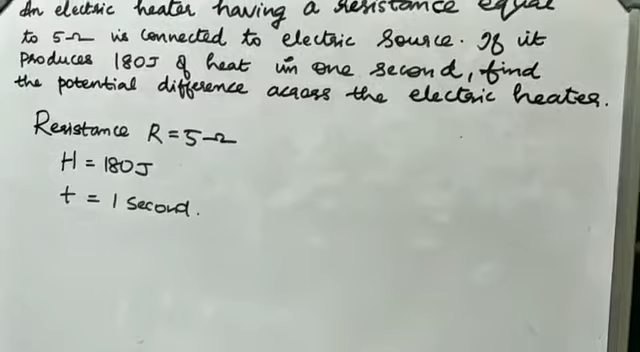 An electric heater having a resistance equal
to 5Ω is connected to electric source. If it
produces 180J of heat in one second, find
the potential difference across the electric heater.
Resistance R = 5Ω
H = 180J
t = 1 second.